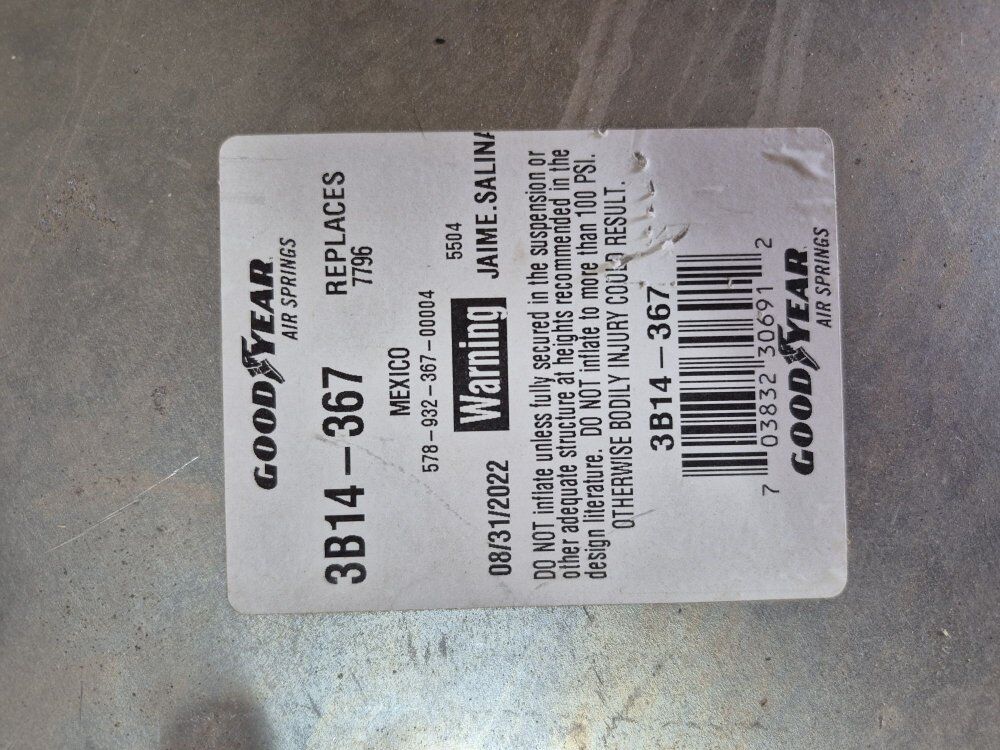 GOODYEAR
AIR SPRINGS
3B14-367
REPLACES
7796
MEXICO
578-932-367-00004
5504
08/31/2022
Warning
JAIME.SALINA
DO NOT inflate unless fully secured in the suspension or
other adequate structure at heights recommended in the
design literature. DO NOT inflate to more than 100 PSI.
OTHERWISE BODILY INJURY COULD RESULT.
3B14-367
7 03832 30691 2
GOODYEAR
AIR SPRINGS